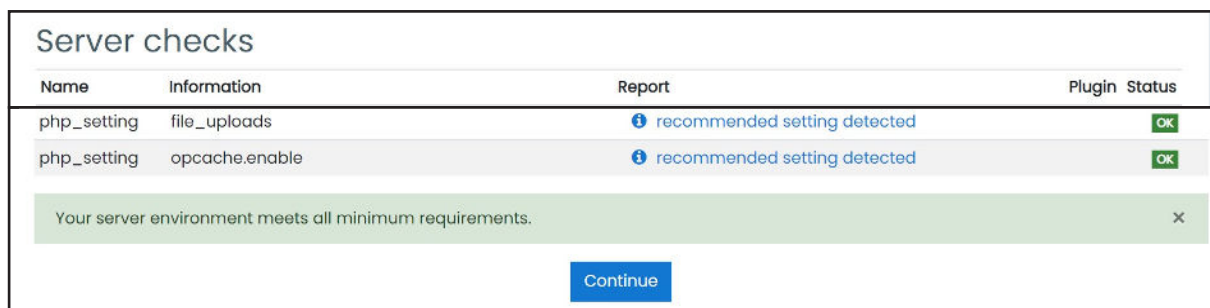 Server checks
Name Information Report Plugin Status
php_setting file_uploads recommended setting detected OK
php_setting opcache.enable recommended setting detected OK
Your server environment meets all minimum requirements. ×
Continue